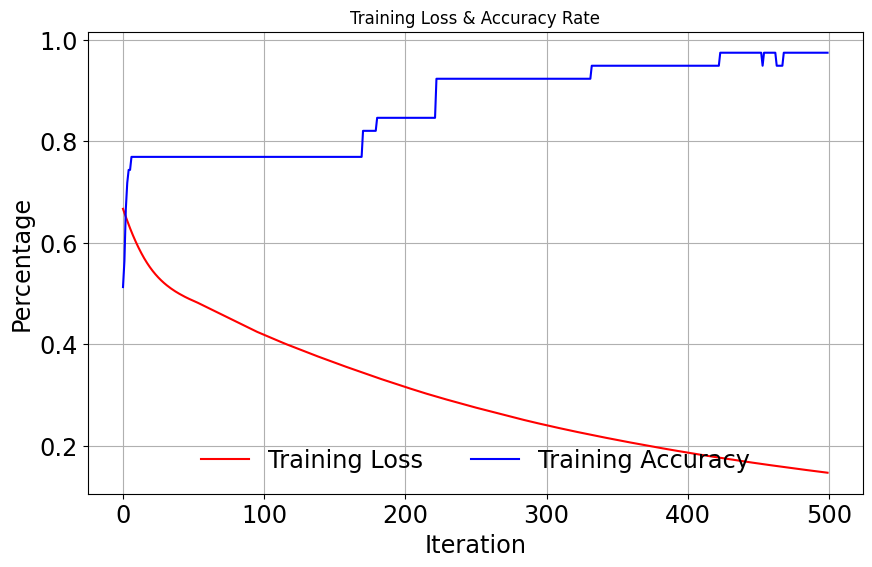 Training Loss & Accuracy Rate
1.0
0.8
0.6
0.4
0.2
Percentage
Training Loss
Training Accuracy
0 100 200 300 400 500
Iteration